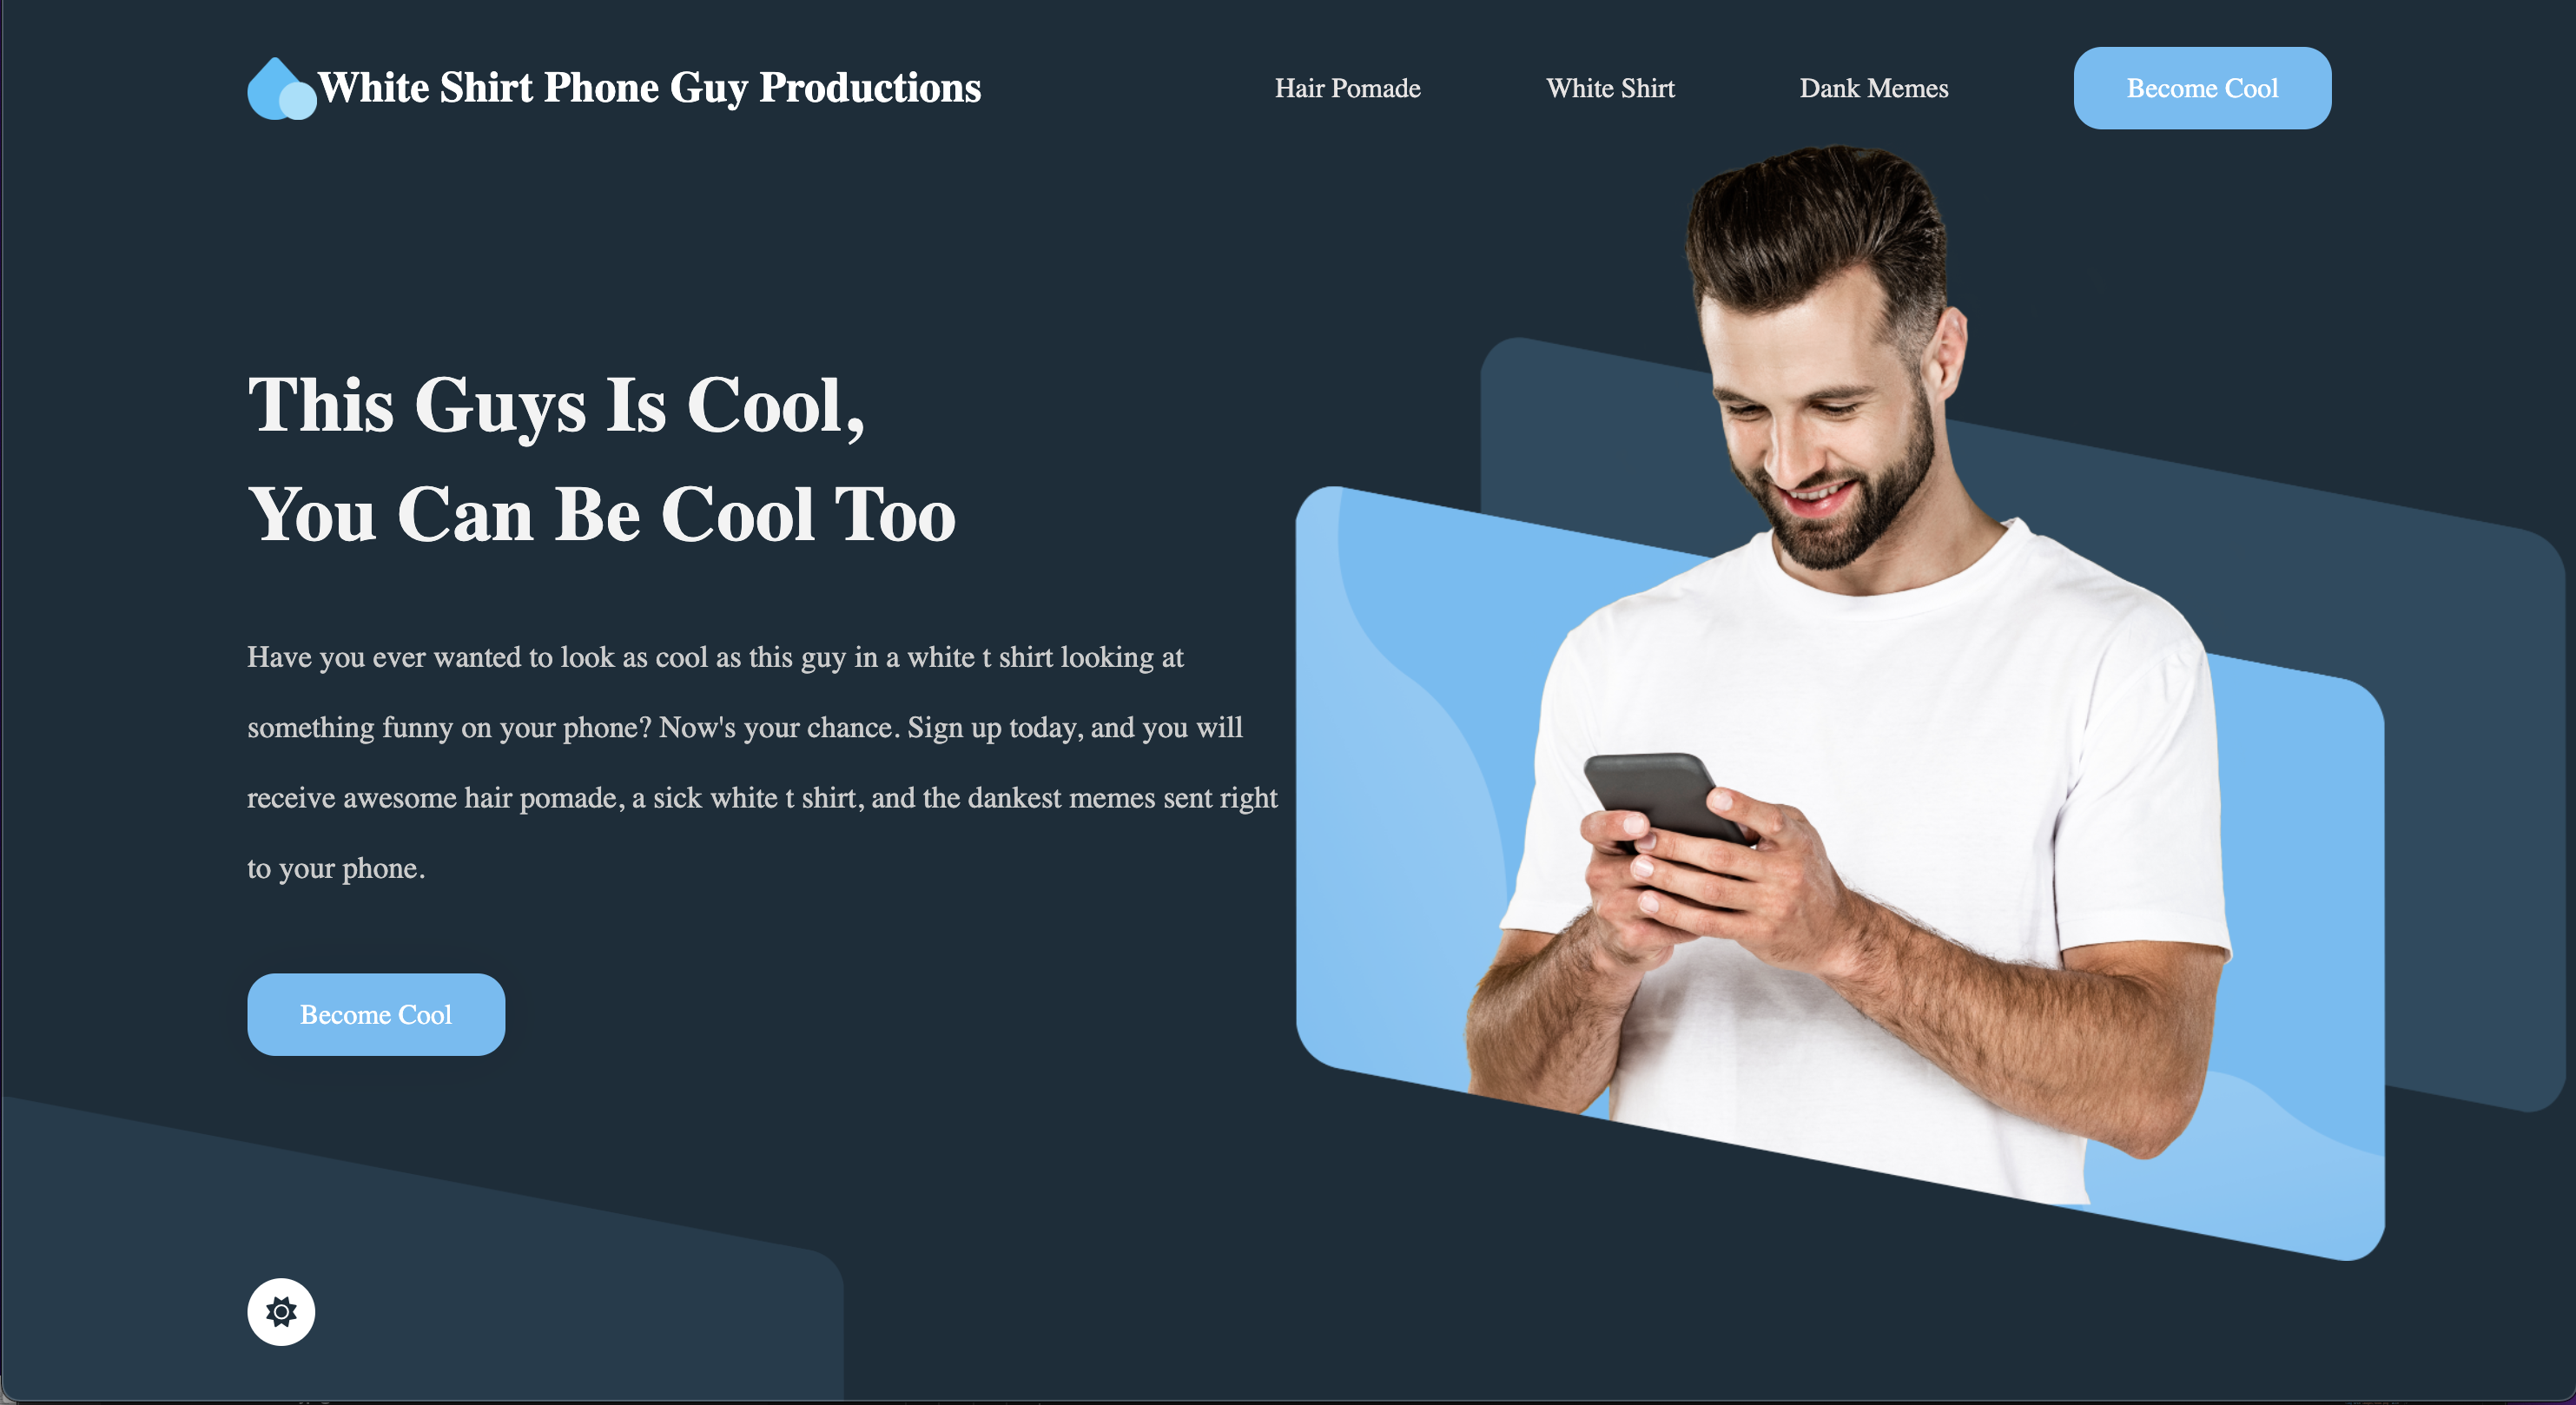 White Shirt Phone Guy Productions
Hair Pomade
White Shirt
Dank Memes
Become Cool
This Guys Is Cool,
You Can Be Cool Too
Have you ever wanted to look as cool as this guy in a white t shirt looking at
something funny on your phone? Now's your chance. Sign up today, and you will
receive awesome hair pomade, a sick white t shirt, and the dankest memes sent right
to your phone.
Become Cool